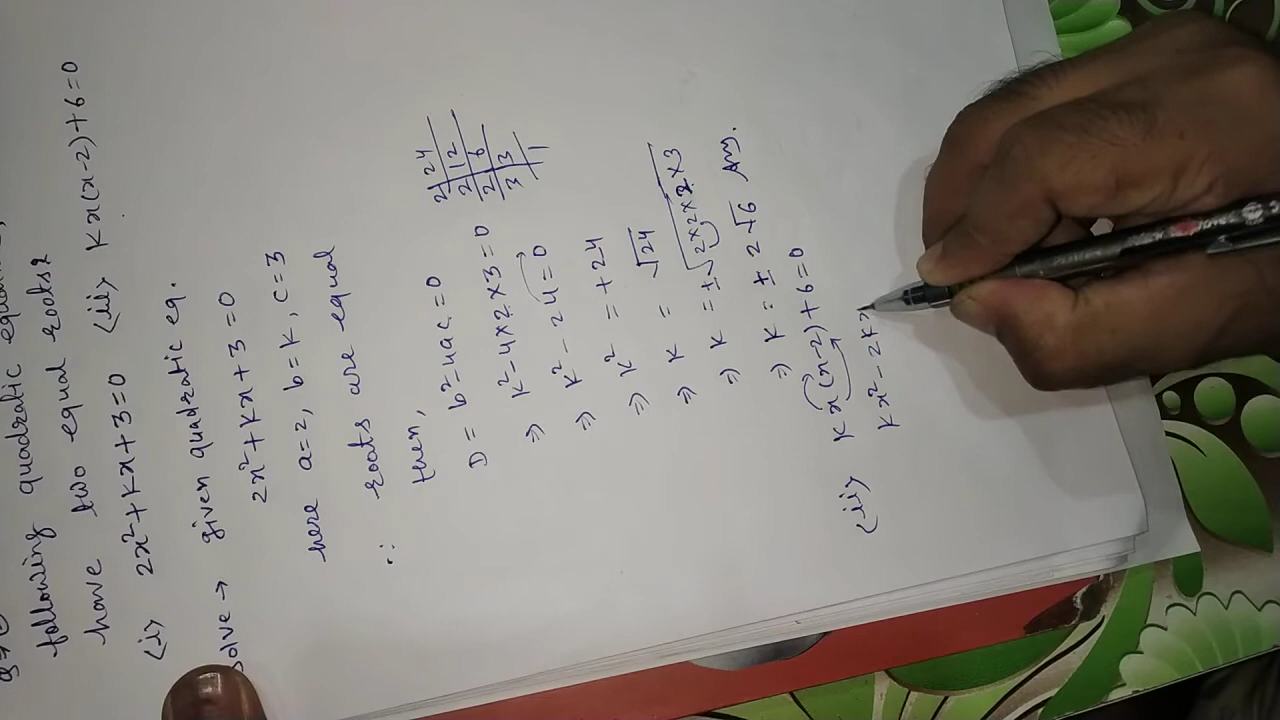 following quadratic
have two equal roots?
(i) 2x²+kx+3=0 (ii) Kx(x-2)+6=0
Solve → given quadratic eq.
2x²+kx+3=0
here a=2, b=K, c=3
∴ roots are equal
then,
D = b²-4ac=0
⇒ K²-4×2×3=0
⇒ K²-24=0
⇒ K² = +24
⇒ K = √24
⇒ K = ±√2×2×2×3
⇒ K = ± 2√6 Ans.
2 24
2 12
2 6
3 3
1
(ii) Kx(x-2)+6=0
Kx²-2Kx